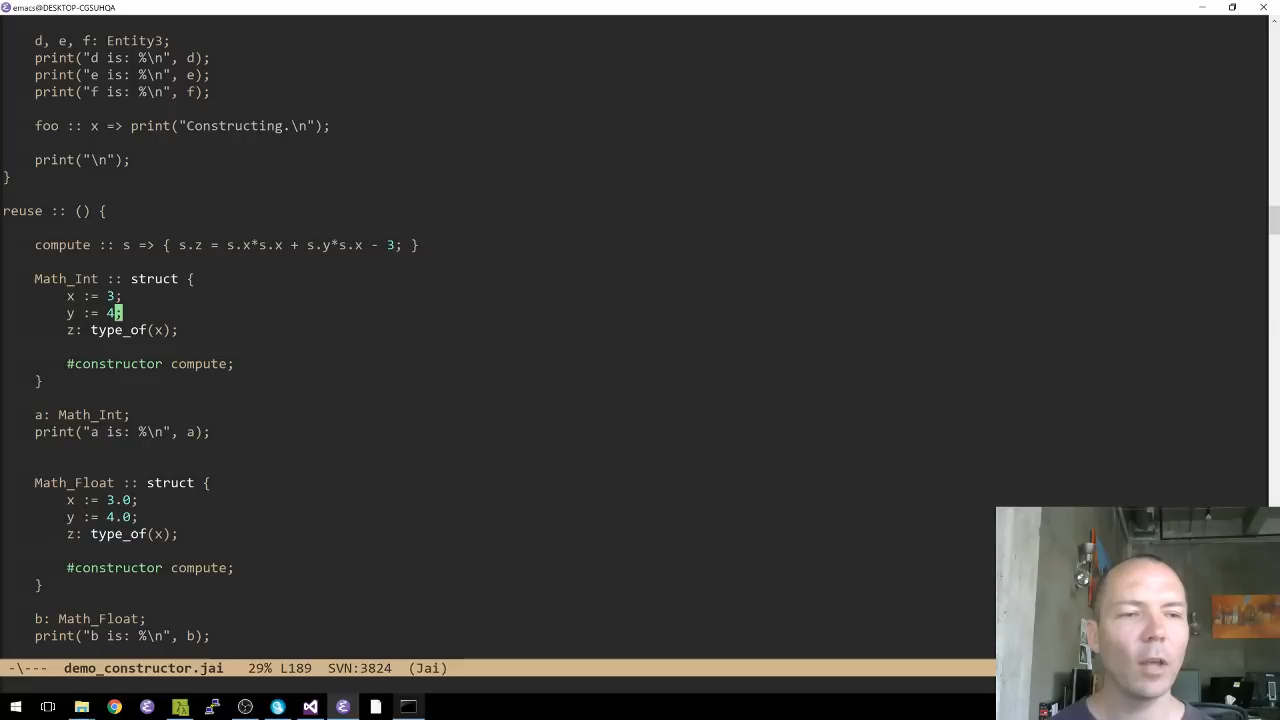 emacs@DESKTOP-CGSUHQA
d, e, f: Entity3;
print("d is: %\n", d);
print("e is: %\n", e);
print("f is: %\n", f);
foo :: x => print("Constructing.\n");
print("\n");
}
reuse :: () {
compute :: s => { s.z = s.x*s.x + s.y*s.x - 3; }
Math_Int :: struct {
x := 3;
y := 4;
z: type_of(x);
#constructor compute;
}
a: Math_Int;
print("a is: %\n", a);
Math_Float :: struct {
x := 3.0;
y := 4.0;
z: type_of(x);
#constructor compute;
}
b: Math_Float;
print("b is: %\n", b);
-\--- demo_constructor.jai 29% L189 SVN:3824 (Jai)